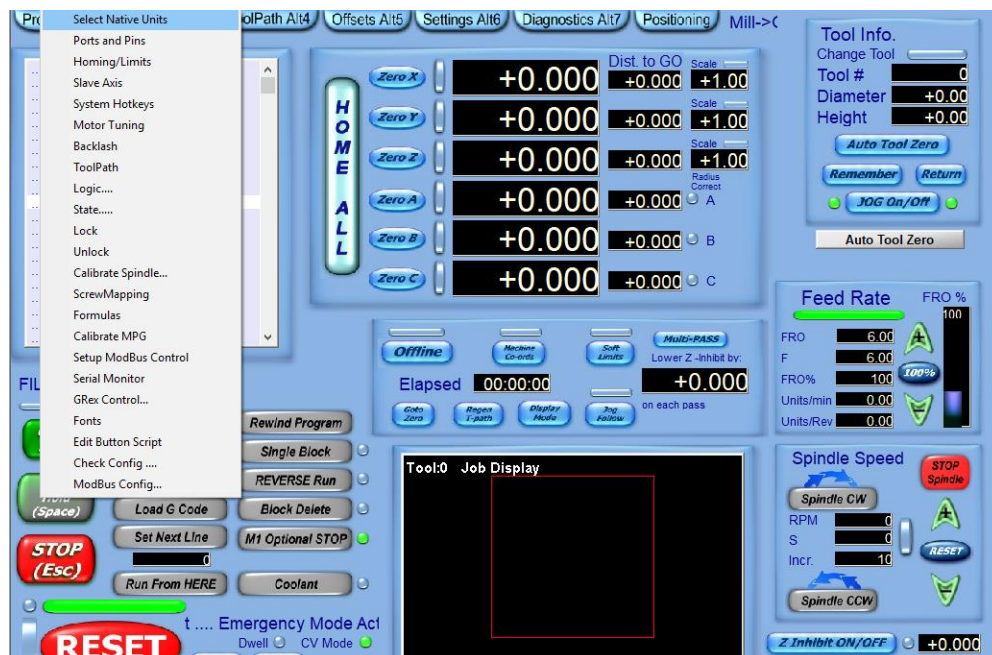 Select Native Units
Ports and Pins
Homing/Limits
Slave Axis
System Hotkeys
Motor Tuning
Backlash
ToolPath
Logic....
State.....
Lock
Unlock
Calibrate Spindle...
ScrewMapping
Formulas
Calibrate MPG
Setup ModBus Control
Serial Monitor
GRex Control...
Fonts
Edit Button Script
Check Config ....
ModBus Config...
Pro
olPath Alt4
Offsets Alt5
Settings Alt6
Diagnostics Alt7
Positioning
Mill->
HOME ALL
Dist. to GO
Zero X +0.000 +0.000 Scale +1.00
Zero Y +0.000 +0.000 Scale +1.00
Zero Z +0.000 +0.000 Scale +1.00
Radius Correct
Zero A +0.000 +0.000 A
Zero B +0.000 +0.000 B
Zero C +0.000 +0.000 C
Tool Info.
Change Tool
Tool # 0
Diameter +0.00
Height +0.00
Auto Tool Zero
Remember Return
JOG On/Off
Auto Tool Zero
Offline
Machine Co-ords
Soft Limits
Multi-PASS
Lower Z -Inhibit by:
+0.000
on each pass
Elapsed 00:00:00
Goto Zero
Regen T-path
Display Mode
Jog Follow
Feed Rate
FRO %
100
FRO 6.00
F 6.00
FRO% 100
100%
Units/min 0.00
Units/Rev 0.00
FIL
Rewind Program
Single Block
REVERSE Run
(Space)
Load G Code
Block Delete
Set Next Line
M1 Optional STOP
STOP (Esc)
0
Run From HERE
Coolant
RESET
t .... Emergency Mode Act
Dwell CV Mode
Tool:0 Job Display
Spindle Speed
STOP Spindle
Spindle CW
RPM 0
S 0
Incr. 10
RESET
Spindle CCW
Z Inhibit ON/OFF +0.000